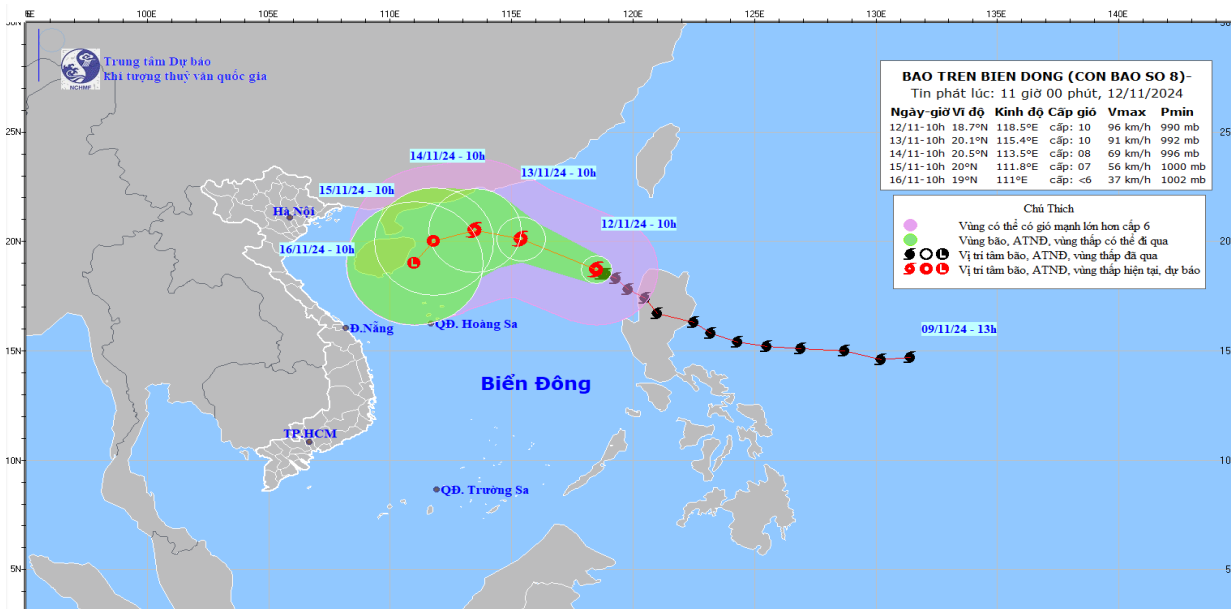 E 100E 105E 110E 115E 120E 125E 130E 135E 140E
Trung tâm Dự báo
khí tượng thuỷ văn quốc gia
NCHMF
BAO TREN BIEN DONG (CON BAO SO 8)-
Tin phát lúc: 11 giờ 00 phút, 12/11/2024
Ngày-giờ Vĩ độ Kinh độ Cấp gió Vmax Pmin
12/11-10h 18.7°N 118.5°E cấp: 10 96 km/h 990 mb
13/11-10h 20.1°N 115.4°E cấp: 10 91 km/h 992 mb
14/11-10h 20.5°N 113.5°E cấp: 08 69 km/h 996 mb
15/11-10h 20°N 111.8°E cấp: 07 56 km/h 1000 mb
16/11-10h 19°N 111°E cấp: <6 37 km/h 1002 mb
25N
25N
14/11/24 - 10h
13/11/24 - 10h
15/11/24 - 10h
12/11/24 - 10h
16/11/24 - 10h
Hà Nội
Chú Thích
Vùng có thể có gió mạnh lớn hơn cấp 6
Vùng bão, ATNĐ, vùng thấp có thể đi qua
Vị trí tâm bão, ATNĐ, vùng thấp đã qua
Vị trí tâm bão, ATNĐ, vùng thấp hiện tại, dự báo
20N
L
L
L
L
Đ.Nẵng
QĐ. Hoàng Sa
09/11/24 - 13h
15N
15
Biển Đông
TP.HCM
10N
10
QĐ. Trường Sa
5N
5